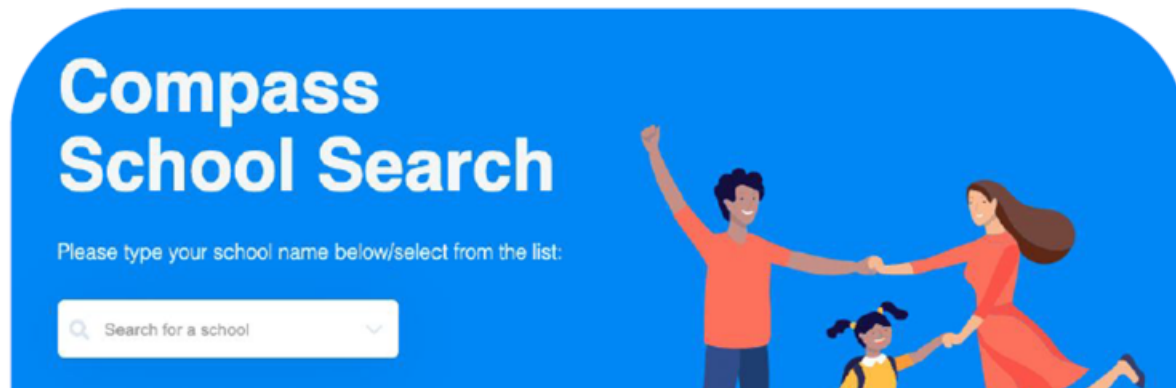 Compass
School Search
Please type your school name below/select from the list:
Search for a school